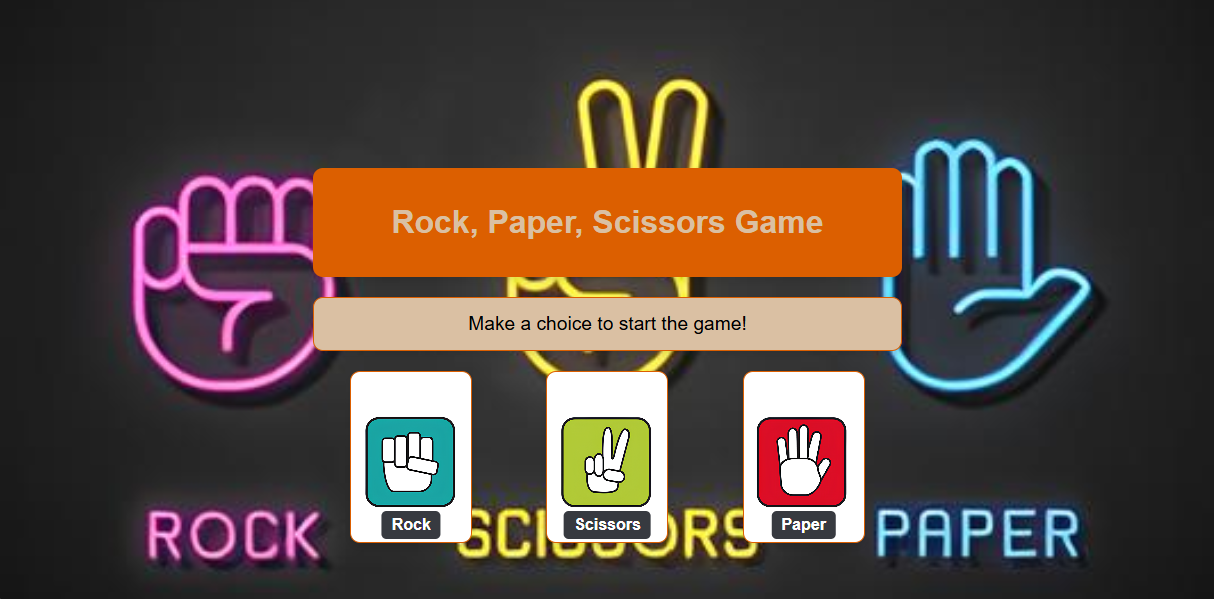 Rock, Paper, Scissors Game
Make a choice to start the game!
Rock
Scissors
Paper
ROCK
SCISSORS
PAPER